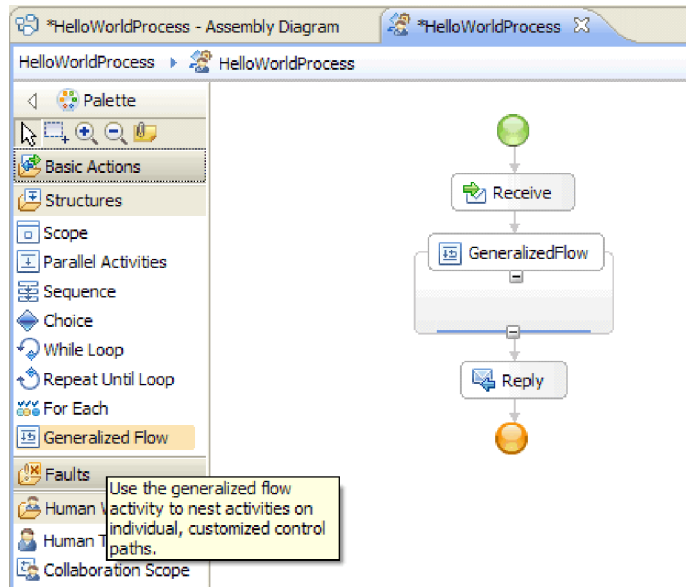 *HelloWorldProcess - Assembly Diagram
*HelloWorldProcess
HelloWorldProcess
HelloWorldProcess
Palette
Basic Actions
Structures
Scope
Parallel Activities
Sequence
Choice
While Loop
Repeat Until Loop
For Each
Generalized Flow
Faults
Human W
Human T
Collaboration Scope
Use the generalized flow
activity to nest activities on
individual, customized control
paths.
Receive
GeneralizedFlow
Reply